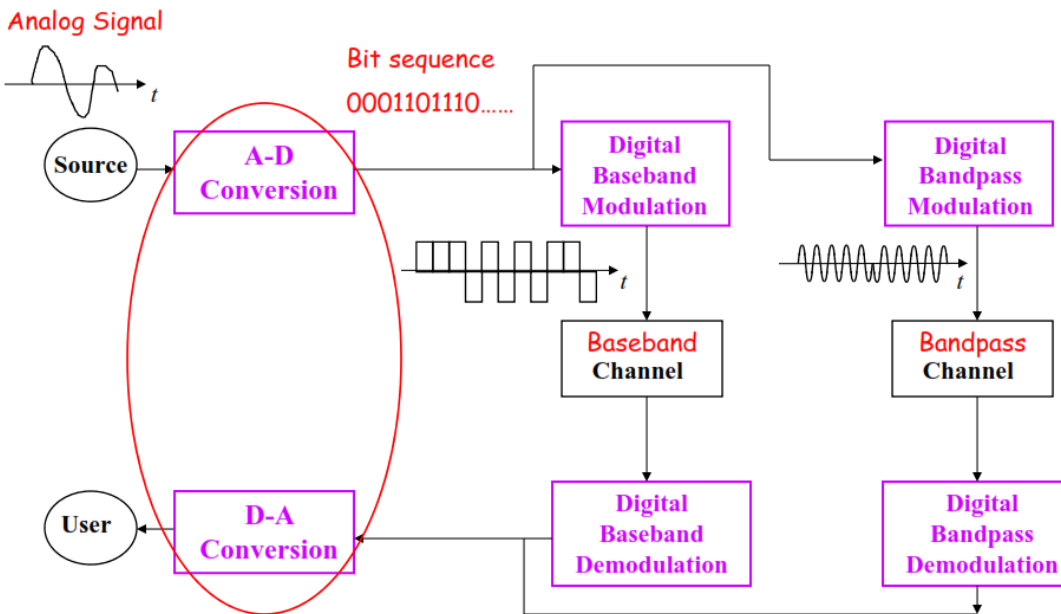 Analog Signal
t
Bit sequence
0001101110......
Source
A-D
Conversion
Digital
Baseband
Modulation
Digital
Bandpass
Modulation
t
t
Baseband
Channel
Bandpass
Channel
User
D-A
Conversion
Digital
Baseband
Demodulation
Digital
Bandpass
Demodulation